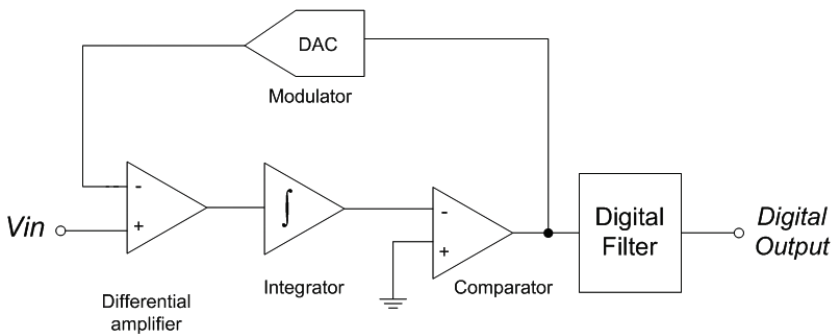 DAC
Modulator
-
+
Vin
∫
-
+
Differential
amplifier
Integrator
Comparator
Digital
Filter
Digital
Output